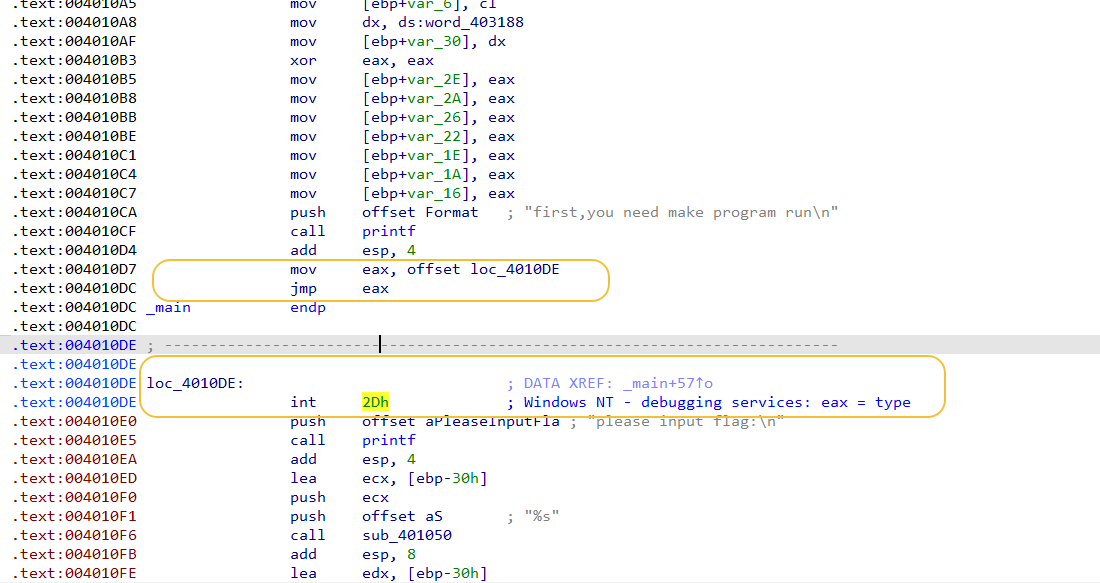 .text:004010A5 mov [ebp+var_6], cl
.text:004010A8 mov dx, ds:word_403188
.text:004010AF mov [ebp+var_30], dx
.text:004010B3 xor eax, eax
.text:004010B5 mov [ebp+var_2E], eax
.text:004010B8 mov [ebp+var_2A], eax
.text:004010BB mov [ebp+var_26], eax
.text:004010BE mov [ebp+var_22], eax
.text:004010C1 mov [ebp+var_1E], eax
.text:004010C4 mov [ebp+var_1A], eax
.text:004010C7 mov [ebp+var_16], eax
.text:004010CA push offset Format ; "first,you need make program run\n"
.text:004010CF call printf
.text:004010D4 add esp, 4
.text:004010D7 mov eax, offset loc_4010DE
.text:004010DC jmp eax
.text:004010DC _main endp
.text:004010DC
.text:004010DE ; ---------------------------------------------------------------------------
.text:004010DE
.text:004010DE loc_4010DE: ; DATA XREF: _main+57↑o
.text:004010DE int 2Dh ; Windows NT - debugging services: eax = type
.text:004010E0 push offset aPleaseInputFla ; "please input flag:\n"
.text:004010E5 call printf
.text:004010EA add esp, 4
.text:004010ED lea ecx, [ebp-30h]
.text:004010F0 push ecx
.text:004010F1 push offset aS ; "%s"
.text:004010F6 call sub_401050
.text:004010FB add esp, 8
.text:004010FE lea edx, [ebp-30h]